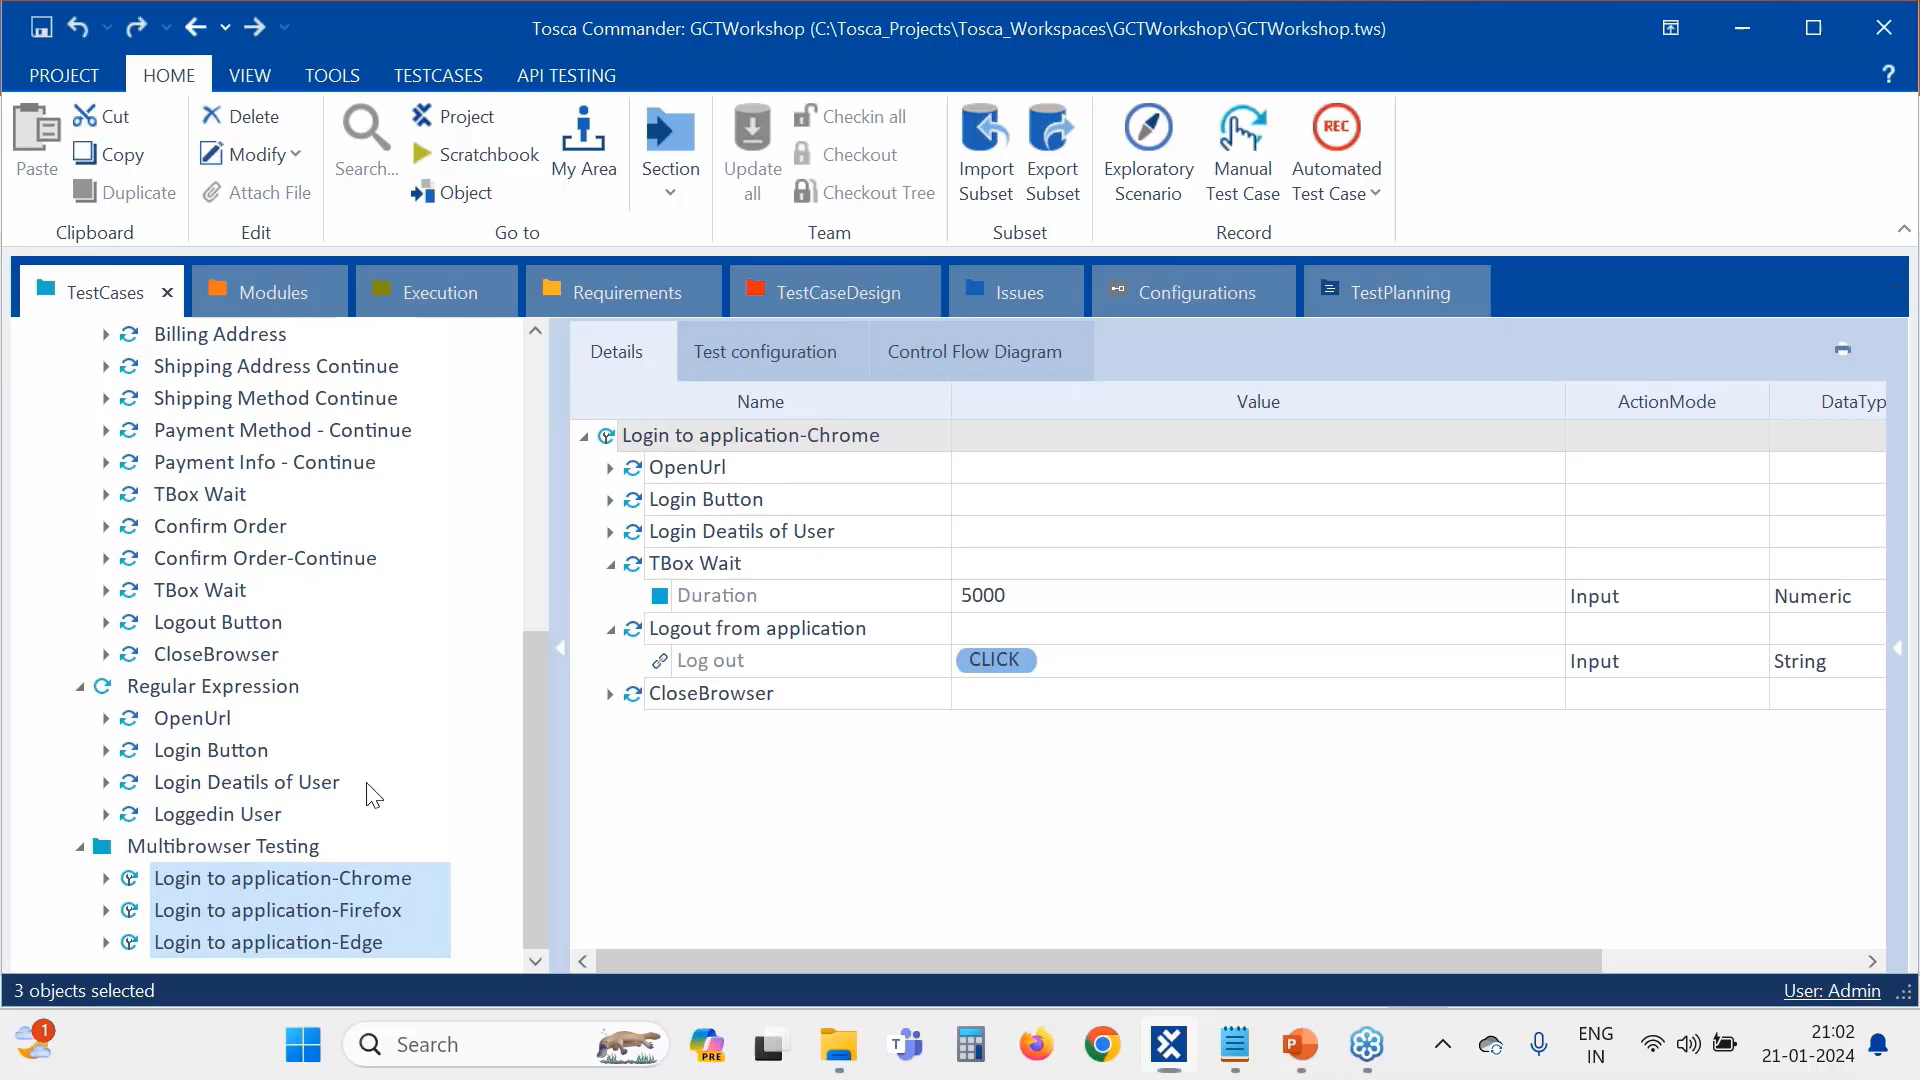 Tosca Commander: GCTWorkshop (C:\Tosca_Projects\Tosca_Workspaces\GCTWorkshop\GCTWorkshop.tws)
PROJECT HOME VIEW TOOLS TESTCASES API TESTING ?
Paste Cut Copy Duplicate
Clipboard
Delete Modify Attach File
Edit
Search... Project Scratchbook Object My Area
Go to
Section
Update all Checkin all Checkout Checkout Tree
Team
Import Subset Export Subset
Subset
Exploratory Scenario Manual Test Case REC Automated Test Case
Record
TestCases Modules Execution Requirements TestCaseDesign Issues Configurations TestPlanning
Billing Address
Shipping Address Continue
Shipping Method Continue
Payment Method - Continue
Payment Info - Continue
TBox Wait
Confirm Order
Confirm Order-Continue
TBox Wait
Logout Button
CloseBrowser
Regular Expression
OpenUrl
Login Button
Login Deatils of User
Loggedin User
Multibrowser Testing
Login to application-Chrome
Login to application-Firefox
Login to application-Edge
Details Test configuration Control Flow Diagram
Name Value ActionMode DataTyp
Login to application-Chrome
OpenUrl
Login Button
Login Deatils of User
TBox Wait
Duration 5000 Input Numeric
Logout from application
Log out CLICK Input String
CloseBrowser
3 objects selected User: Admin
1 Search PRE ENG IN 21:02 21-01-2024